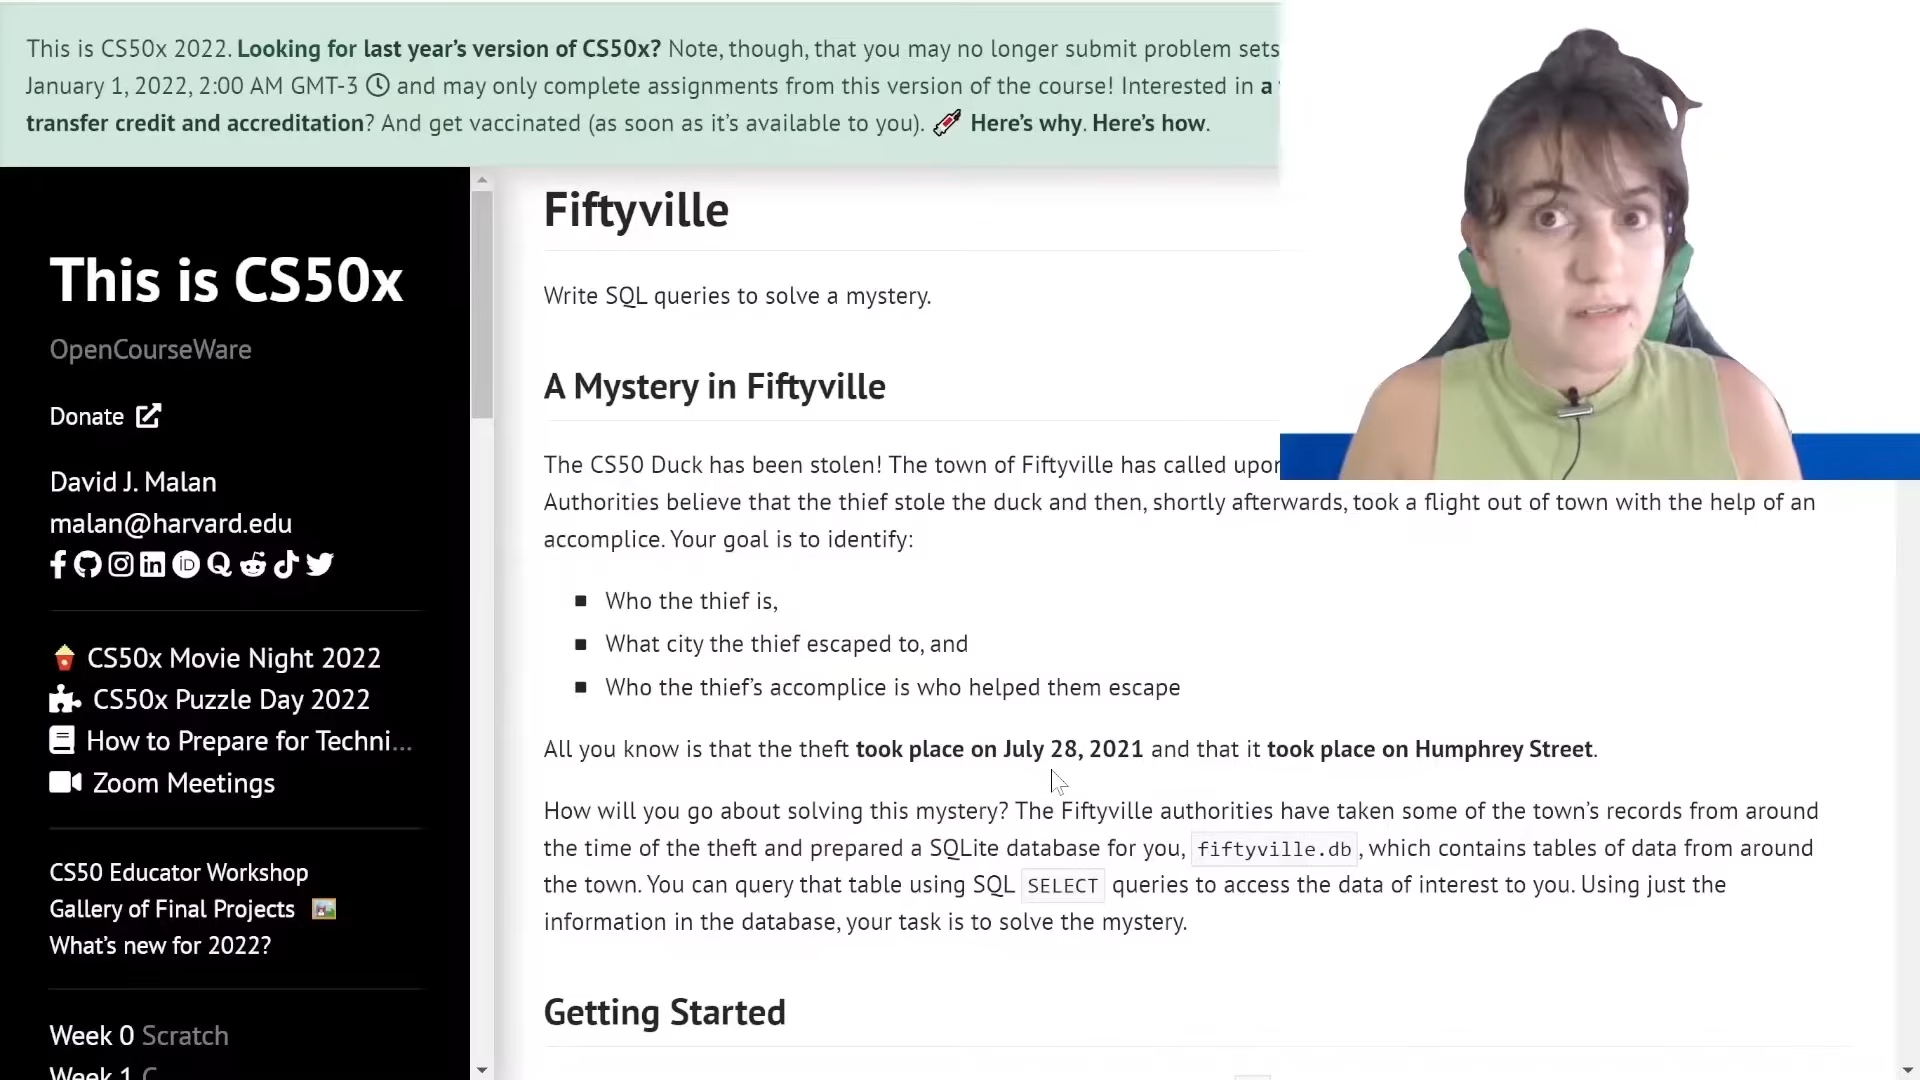 This is CS50x 2022. Looking for last year's version of CS50x? Note, though, that you may no longer submit problem sets
January 1, 2022, 2:00 AM GMT-3 and may only complete assignments from this version of the course! Interested in a
transfer credit and accreditation? And get vaccinated (as soon as it's available to you). Here's why. Here's how.
This is CS50x
OpenCourseWare
Donate
David J. Malan
malan@harvard.edu
CS50x Movie Night 2022
CS50x Puzzle Day 2022
How to Prepare for Techni...
Zoom Meetings
CS50 Educator Workshop
Gallery of Final Projects
What's new for 2022?
Week 0 Scratch
Week 1 C
Fiftyville
Write SQL queries to solve a mystery.
A Mystery in Fiftyville
The CS50 Duck has been stolen! The town of Fiftyville has called upon
Authorities believe that the thief stole the duck and then, shortly afterwards, took a flight out of town with the help of an
accomplice. Your goal is to identify:
Who the thief is,
What city the thief escaped to, and
Who the thief's accomplice is who helped them escape
All you know is that the theft took place on July 28, 2021 and that it took place on Humphrey Street.
How will you go about solving this mystery? The Fiftyville authorities have taken some of the town's records from around
the time of the theft and prepared a SQLite database for you, fiftyville.db, which contains tables of data from around
the town. You can query that table using SQL SELECT queries to access the data of interest to you. Using just the
information in the database, your task is to solve the mystery.
Getting Started